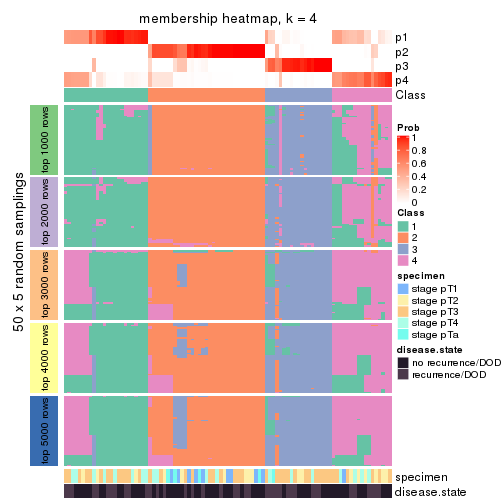 membership heatmap, k = 4
p1
p2
p3
p4
Class
50 x 5 random samplings
top 1000 rows
top 2000 rows
top 3000 rows
top 4000 rows
top 5000 rows
specimen
disease.state
Prob
1
0.8
0.6
0.4
0.2
0
Class
1
2
3
4
specimen
stage pT1
stage pT2
stage pT3
stage pT4
stage pTa
disease.state
no recurrence/DOD
recurrence/DOD